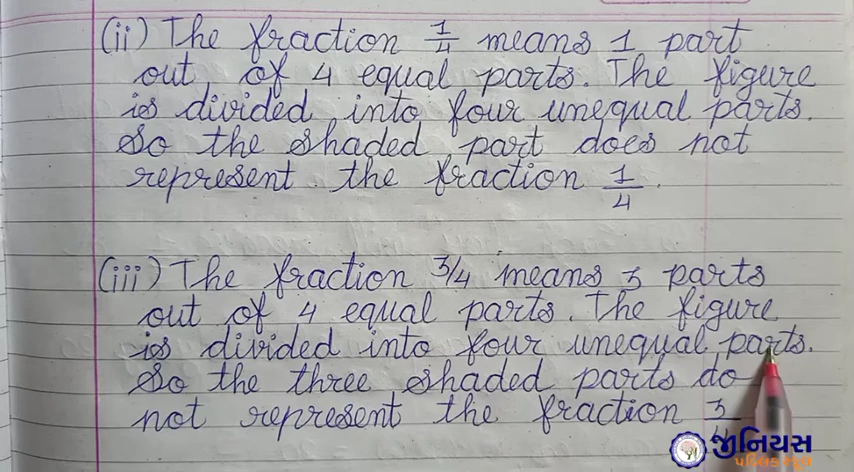 (ii) The fraction 1/4 means 1 part
out of 4 equal parts. The figure
is divided into four unequal parts.
So the shaded part does not
represent the fraction 1/4.
(iii) The fraction 3/4 means 3 parts
out of 4 equal parts. The figure
is divided into four unequal parts.
So the three shaded parts do
not represent the fraction 3/4
જીનિયસ
પબ્લિક સ્કૂલ